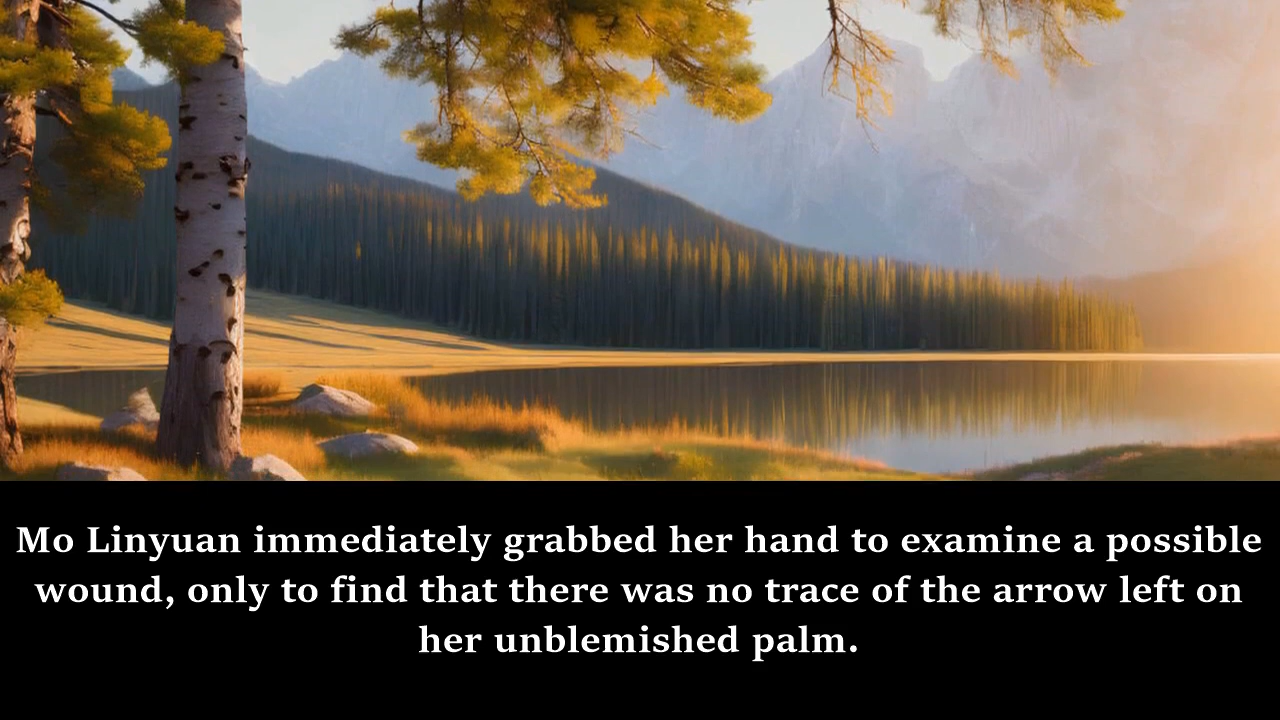 Mo Linyuan immediately grabbed her hand to examine a possible
wound, only to find that there was no trace of the arrow left on
her unblemished palm.